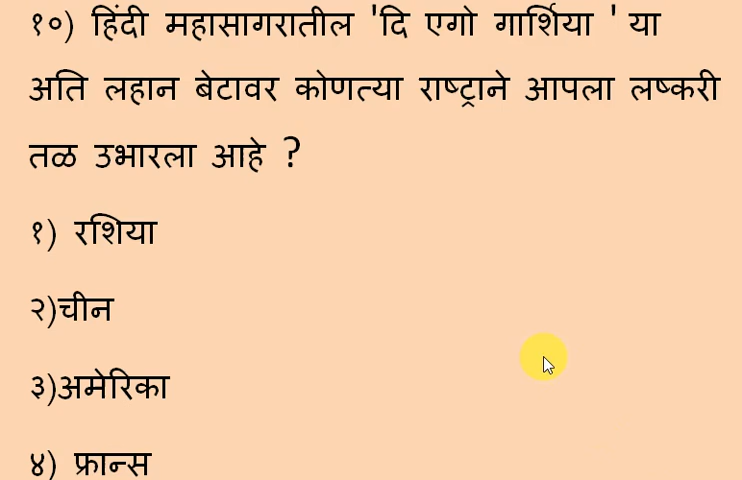 १०) हिंदी महासागरातील 'दि एगो गार्शिया ' या
अति लहान बेटावर कोणत्या राष्ट्राने आपला लष्करी
तळ उभारला आहे ?
१) रशिया
२)चीन
३)अमेरिका
४) फ्रान्स